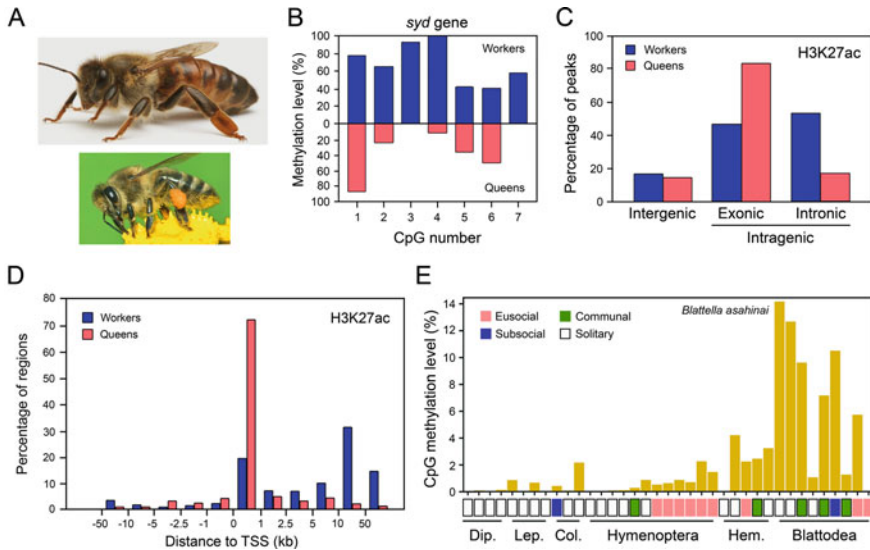 A
B
syd gene
Methylation level (%)
100
80
60
40
20
0
20
40
60
80
100
Workers
Queens
1 2 3 4 5 6 7
CpG number
C
Percentage of peaks
100
80
60
40
20
0
Workers
Queens
H3K27ac
Intergenic Exonic Intronic
Intragenic
D
Percentage of regions
80
70
60
50
40
30
20
10
0
Workers
Queens
H3K27ac
-50 -10 -5 -2.5 -1 0 1 2.5 5 10 50
Distance to TSS (kb)
E
CpG methylation level (%)
14
12
10
8
6
4
2
0
Blattella asahinai
Eusocial Communal
Subsocial Solitary
Dip. Lep. Col. Hymenoptera Hem. Blattodea